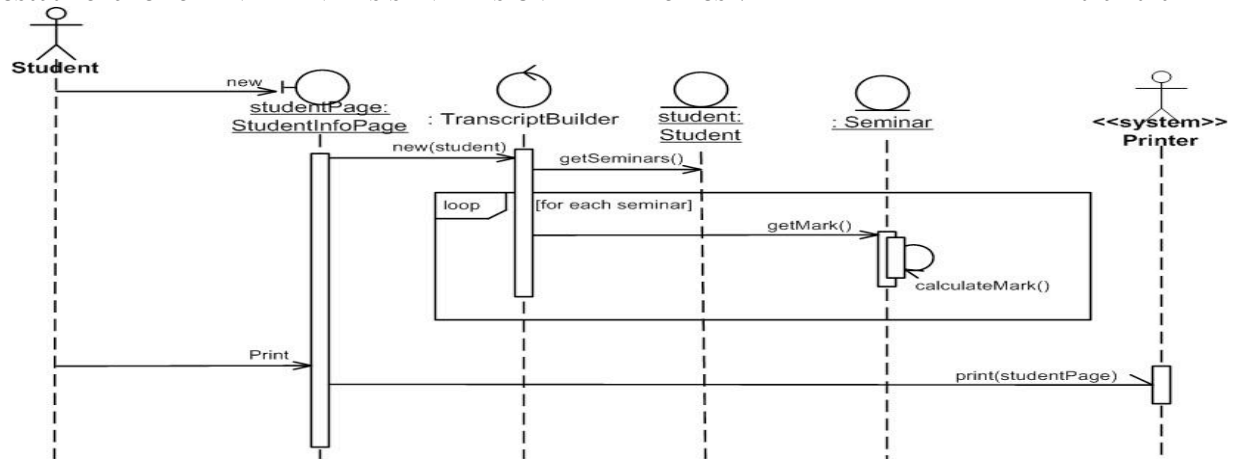 Student
new
studentPage:
StudentInfoPage
: TranscriptBuilder
student:
Student
: Seminar
<<system>>
Printer
new(student)
getSeminars()
loop
[for each seminar]
getMark()
calculateMark()
Print
print(studentPage)